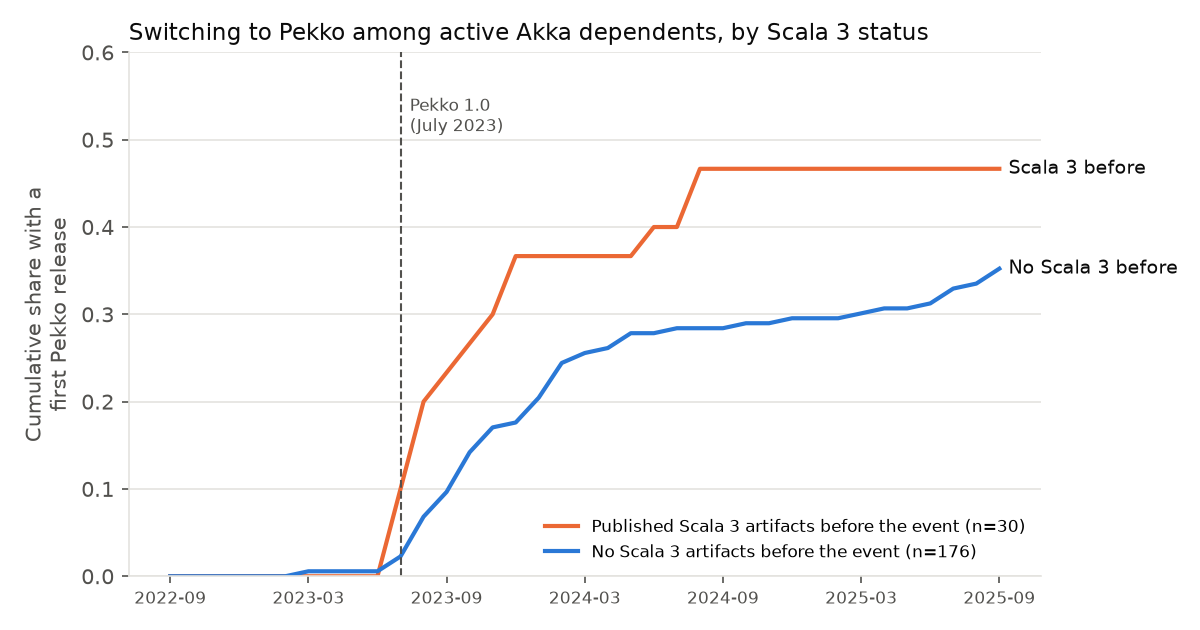 Switching to Pekko among active Akka dependents, by Scala 3 status
Cumulative share with a
first Pekko release
0.6
0.5
0.4
0.3
0.2
0.1
0.0
Pekko 1.0
(July 2023)
Scala 3 before
No Scala 3 before
Published Scala 3 artifacts before the event (n=30)
No Scala 3 artifacts before the event (n=176)
2022-09 2023-03 2023-09 2024-03 2024-09 2025-03 2025-09